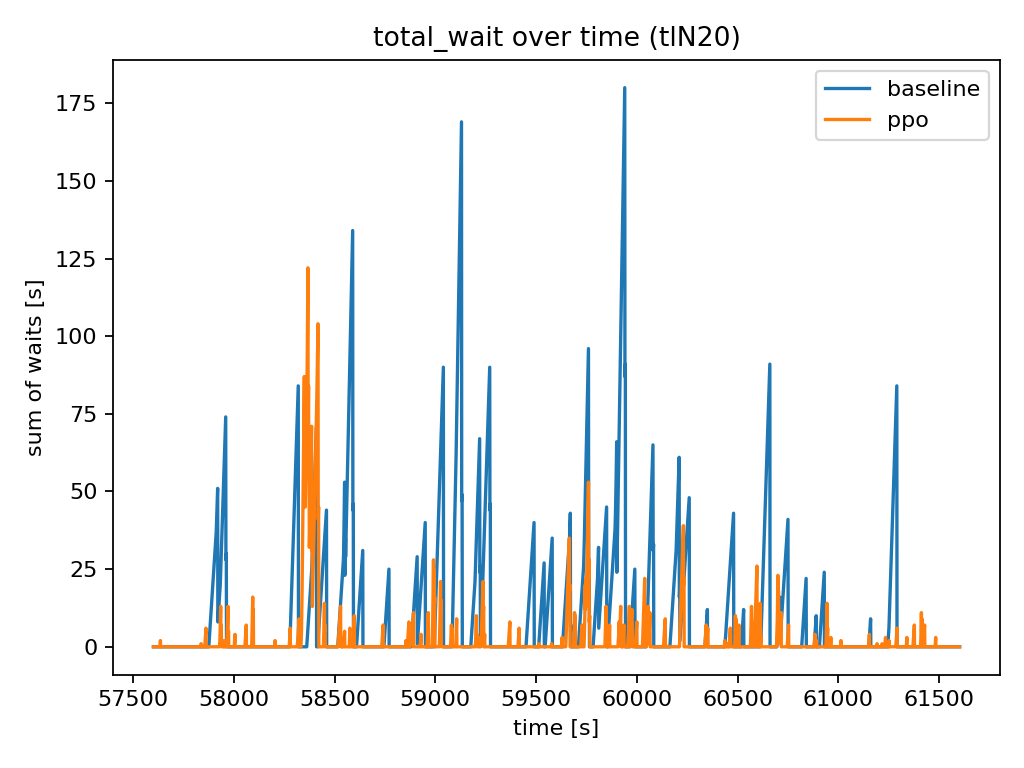 total_wait over time (tlN20)
baseline
ppo
sum of waits [s]
175
150
125
100
75
50
25
0
57500 58000 58500 59000 59500 60000 60500 61000 61500
time [s]